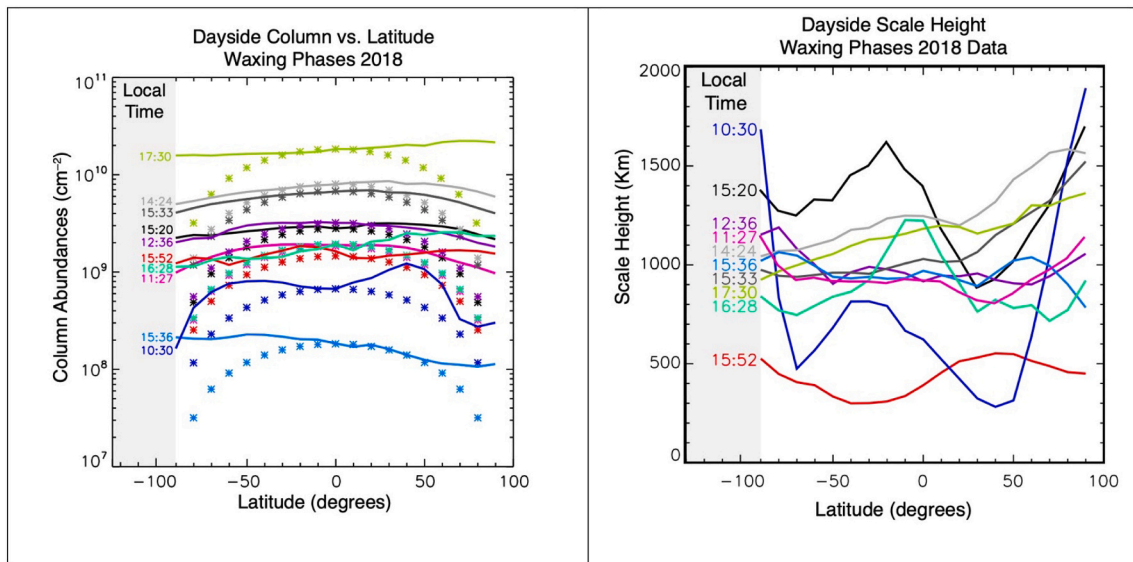 Dayside Column vs. Latitude
Waxing Phases 2018
Column Abundances (cm⁻²)
10¹¹
10¹⁰
10⁹
10⁸
10⁷
Local
Time
17:30
14:24
15:33
15:20
12:36
15:52
16:28
11:27
15:36
10:30
−100 −50 0 50 100
Latitude (degrees)
Dayside Scale Height
Waxing Phases 2018 Data
Scale Height (Km)
2000
1500
1000
500
0
Local
Time
10:30
15:20
12:36
11:27
14:24
15:36
15:33
17:30
16:28
15:52
−100 −50 0 50 100
Latitude (degrees)